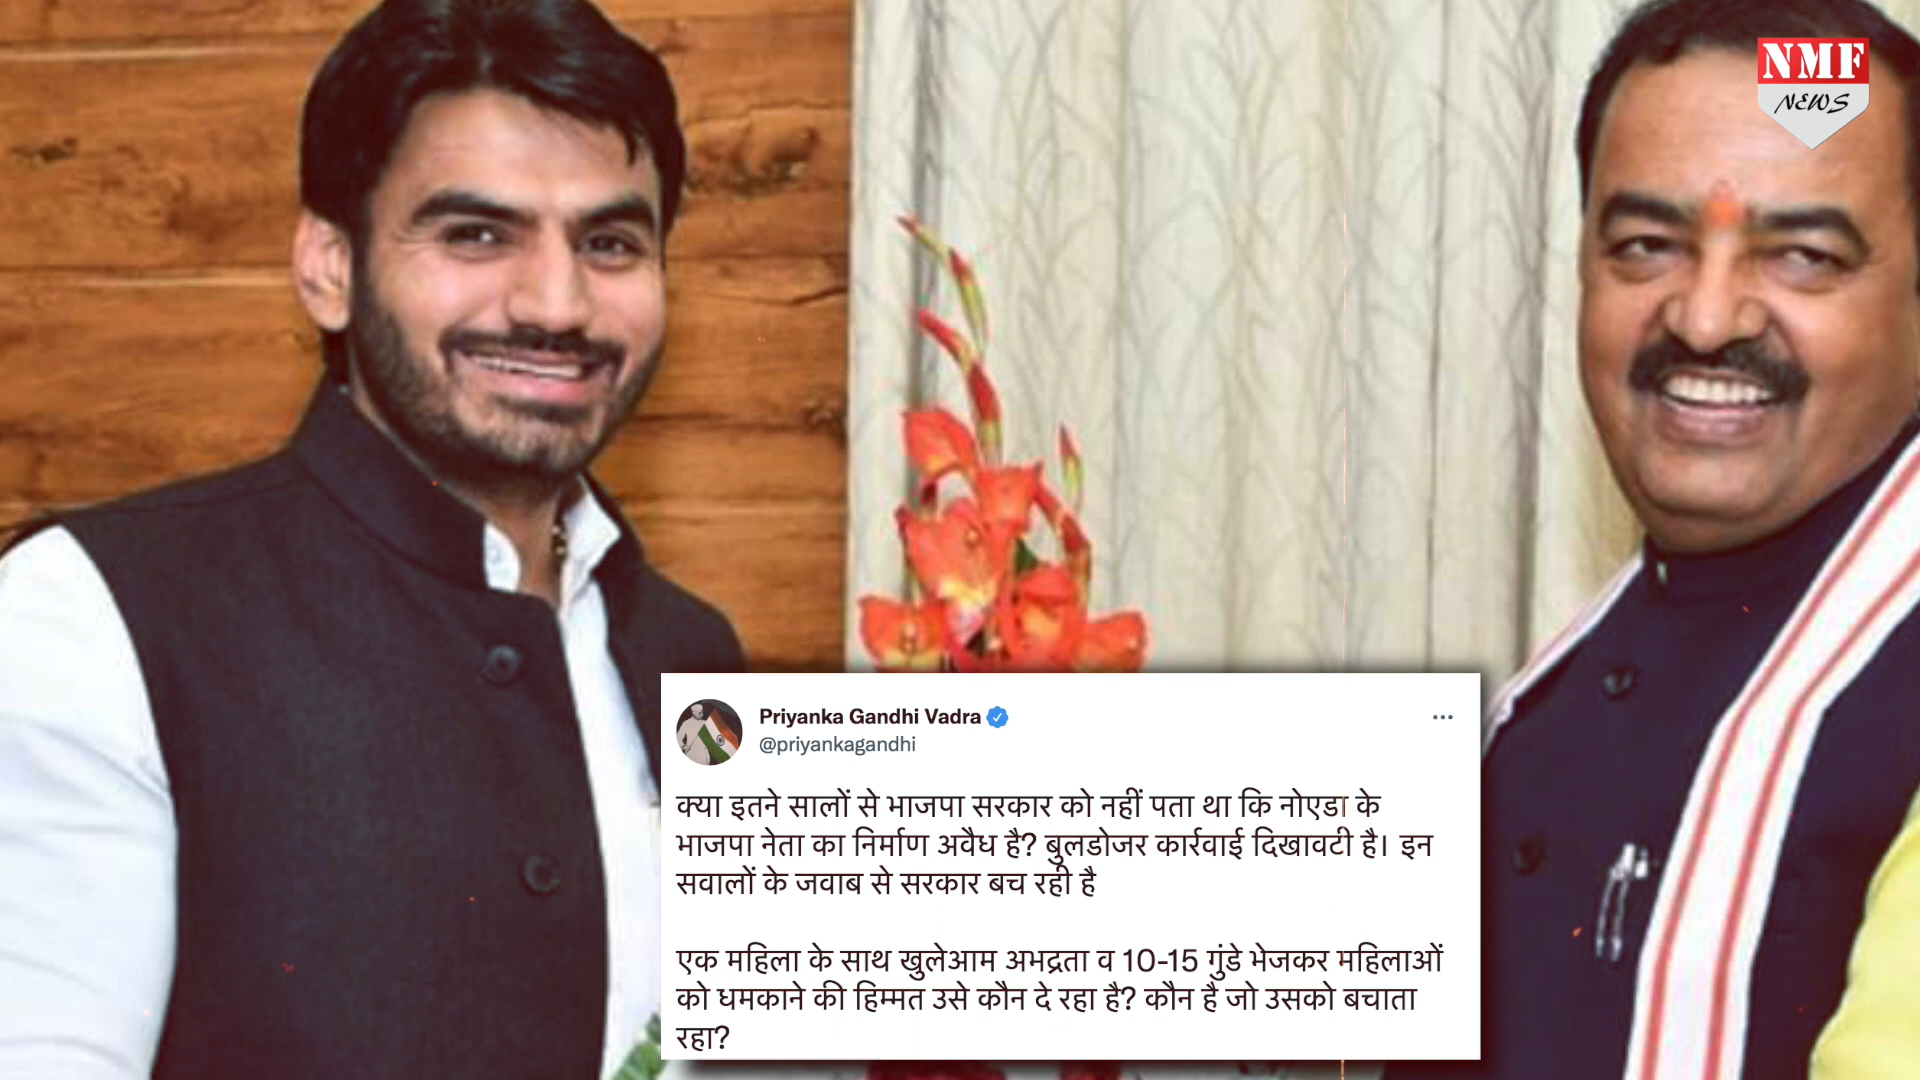 NMF
NEWS
Priyanka Gandhi Vadra
@priyankagandhi
क्या इतने सालों से भाजपा सरकार को नहीं पता था कि नोएडा के
भाजपा नेता का निर्माण अवैध है? बुलडोजर कार्रवाई दिखावटी है। इन
सवालों के जवाब से सरकार बच रही है
एक महिला के साथ खुलेआम अभद्रता व 10-15 गुंडे भेजकर महिलाओं
को धमकाने की हिम्मत उसे कौन दे रहा है? कौन है जो उसको बचाता
रहा?